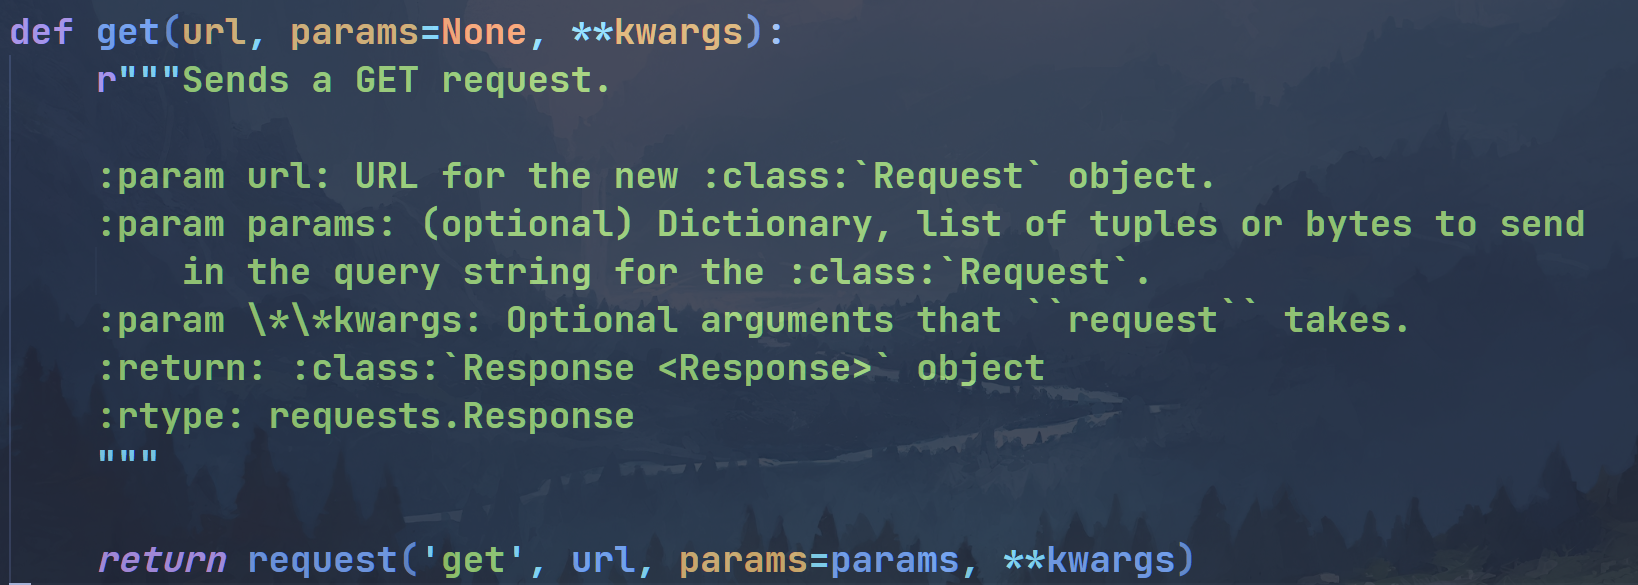 def get(url, params=None, **kwargs):
    r"""Sends a GET request.

    :param url: URL for the new :class:`Request` object.
    :param params: (optional) Dictionary, list of tuples or bytes to send
        in the query string for the :class:`Request`.
    :param \*\*kwargs: Optional arguments that ``request`` takes.
    :return: :class:`Response <Response>` object
    :rtype: requests.Response
    """

    return request('get', url, params=params, **kwargs)